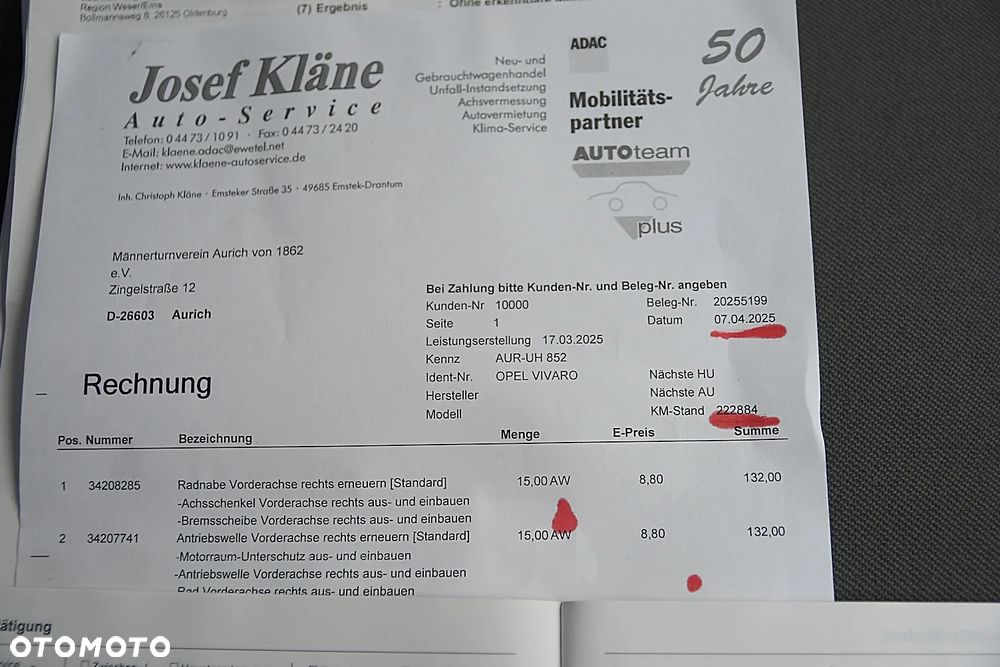 Region Weser/Ems
Bollmannsweg 8, 26125 Oldenburg
(7) Ergebnis
: Ohne
Josef Kläne
Auto-Service
Telefon: 0 44 73 / 10 91 · Fax: 0 44 73 / 24 20
E-Mail: klaene.adac@ewetel.net
Internet: www.klaene-autoservice.de
Inh. Christoph Kläne · Emsteker Straße 35 · 49685 Emstek-Drantum
Neu- und
Gebrauchtwagenhandel
Unfall-Instandsetzung
Achsvermessung
Autovermietung
Klima-Service
ADAC
Mobilitäts-
partner
AUTOteam
plus
50
Jahre
Männerturnverein Aurich von 1862
e.V.
Zingelstraße 12
D-26603 Aurich
Bei Zahlung bitte Kunden-Nr. und Beleg-Nr. angeben
Kunden-Nr 10000 Beleg-Nr. 20255199
Seite 1 Datum 07.04.2025
Leistungserstellung 17.03.2025
Kennz AUR-UH 852
Ident-Nr. OPEL VIVARO Nächste HU
Hersteller Nächste AU
Modell KM-Stand 222884
Rechnung
Pos. Nummer Bezeichnung Menge E-Preis Summe
1 34208285 Radnabe Vorderachse rechts erneuern [Standard] 15,00 AW 8,80 132,00
-Achsschenkel Vorderachse rechts aus- und einbauen
-Bremsscheibe Vorderachse rechts aus- und einbauen
2 34207741 Antriebswelle Vorderachse rechts erneuern [Standard] 15,00 AW 8,80 132,00
-Motorraum-Unterschutz aus- und einbauen
-Antriebswelle Vorderachse rechts aus- und einbauen
Rad Vorderachse rechts aus- und einbauen
ätigung
OTOMOTO